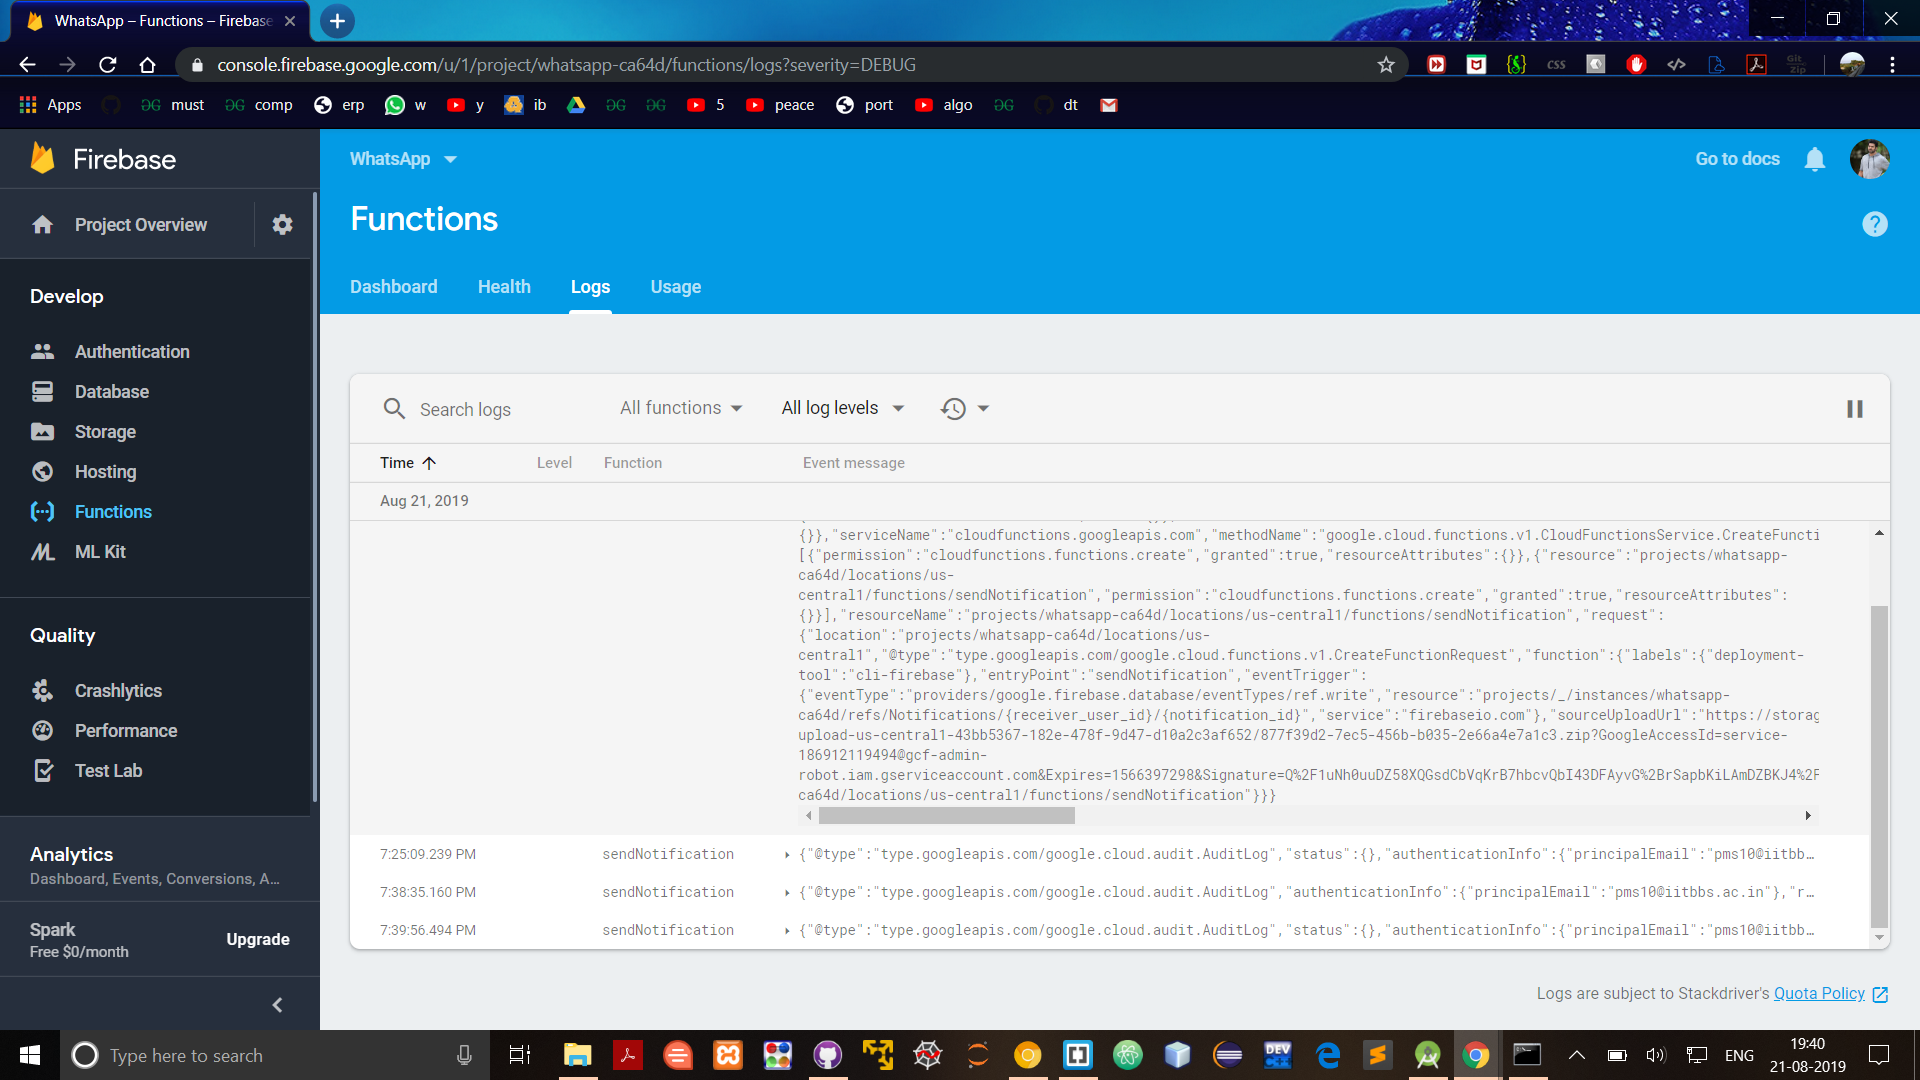 WhatsApp – Functions – Firebase
console.firebase.google.com/u/1/project/whatsapp-ca64d/functions/logs?severity=DEBUG
CSS
Git
Zip
Apps
must
comp
erp
w
y
ib
5
peace
port
algo
dt
Firebase
WhatsApp
Go to docs
Project Overview
Functions
Dashboard
Health
Logs
Usage
Develop
Authentication
Database
Storage
Hosting
Functions
ML Kit
Quality
Crashlytics
Performance
Test Lab
Analytics
Dashboard, Events, Conversions, A...
Spark
Free $0/month
Upgrade
Search logs
All functions
All log levels
Time
Level
Function
Event message
Aug 21, 2019
{}},"serviceName":"cloudfunctions.googleapis.com","methodName":"google.cloud.functions.v1.CloudFunctionsService.CreateFuncti
[{"permission":"cloudfunctions.functions.create","granted":true,"resourceAttributes":{}},{"resource":"projects/whatsapp-
ca64d/locations/us-
central1/functions/sendNotification","permission":"cloudfunctions.functions.create","granted":true,"resourceAttributes":
{}}],"resourceName":"projects/whatsapp-ca64d/locations/us-central1/functions/sendNotification","request":
{"location":"projects/whatsapp-ca64d/locations/us-
central1","@type":"type.googleapis.com/google.cloud.functions.v1.CreateFunctionRequest","function":{"labels":{"deployment-
tool":"cli-firebase"},"entryPoint":"sendNotification","eventTrigger":
{"eventType":"providers/google.firebase.database/eventTypes/ref.write","resource":"projects/_/instances/whatsapp-
ca64d/refs/Notifications/{receiver_user_id}/{notification_id}","service":"firebaseio.com"},"sourceUploadUrl":"https://storag
upload-us-central1-43bb5367-182e-478f-9d47-d10a2c3af652/877f39d2-7ec5-456b-b035-2e66a4e7a1c3.zip?GoogleAccessId=service-
186912119494@gcf-admin-
robot.iam.gserviceaccount.com&Expires=1566397298&Signature=Q%2F1uNh0uuDZ58XQGsdCbVqKrB7hbcvQbI43DFAyvG%2BrSapbKiLAmDZBKJ4%2F
ca64d/locations/us-central1/functions/sendNotification"}}}
7:25:09.239 PM sendNotification {"@type":"type.googleapis.com/google.cloud.audit.AuditLog","status":{},"authenticationInfo":{"principalEmail":"pms10@iitbb...
7:38:35.160 PM sendNotification {"@type":"type.googleapis.com/google.cloud.audit.AuditLog","authenticationInfo":{"principalEmail":"pms10@iitbbs.ac.in"},"r...
7:39:56.494 PM sendNotification {"@type":"type.googleapis.com/google.cloud.audit.AuditLog","status":{},"authenticationInfo":{"principalEmail":"pms10@iitbb...
Logs are subject to Stackdriver's Quota Policy
Type here to search
DEV
ENG
19:40
21-08-2019